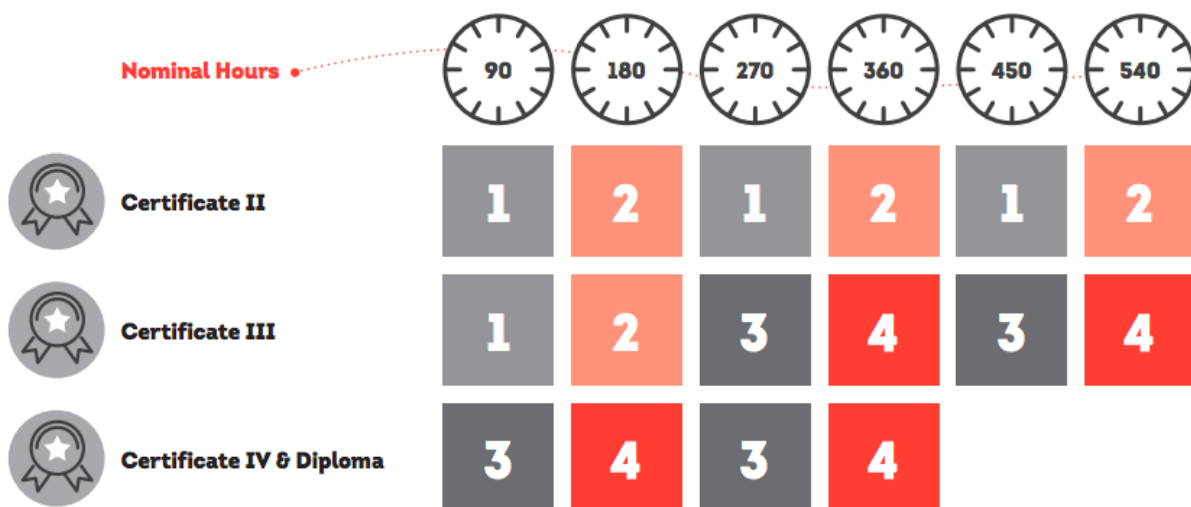 Nominal Hours 90 180 270 360 450 540
Certificate II 1 2 1 2 1 2
Certificate III 1 2 3 4 3 4
Certificate IV & Diploma 3 4 3 4